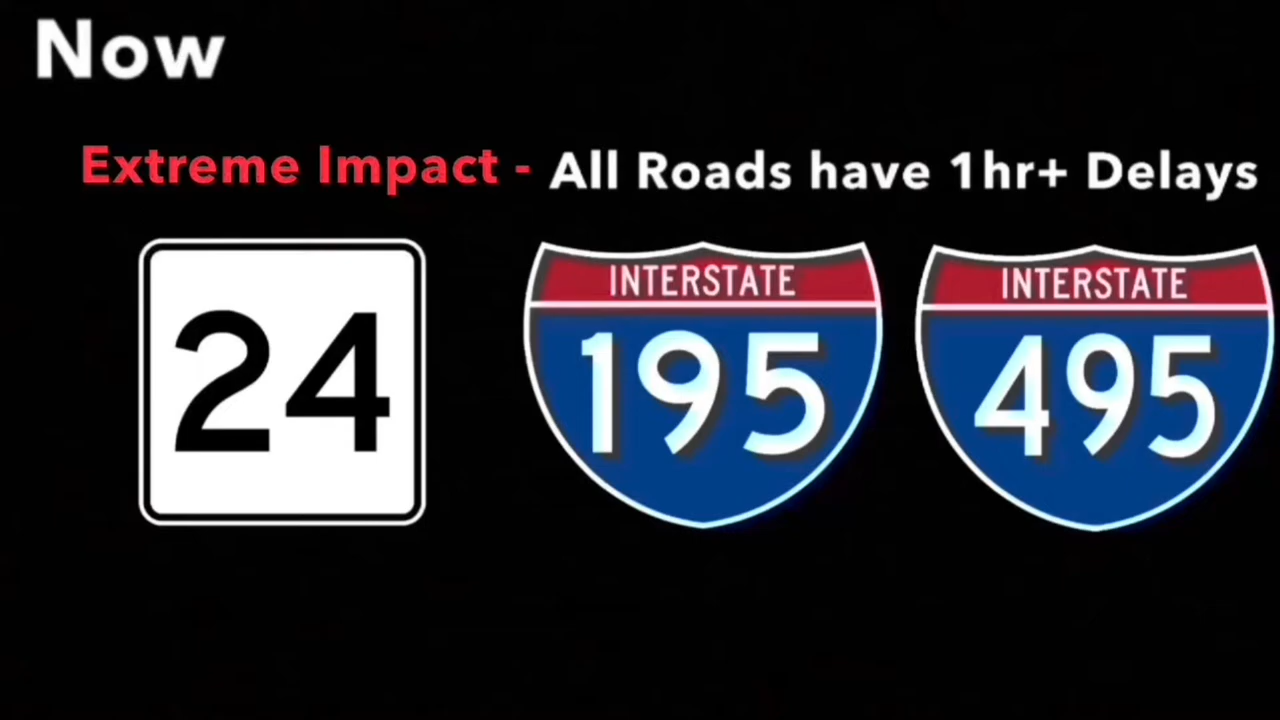 Now
Extreme Impact - All Roads have 1hr+ Delays
24
INTERSTATE
195
INTERSTATE
495